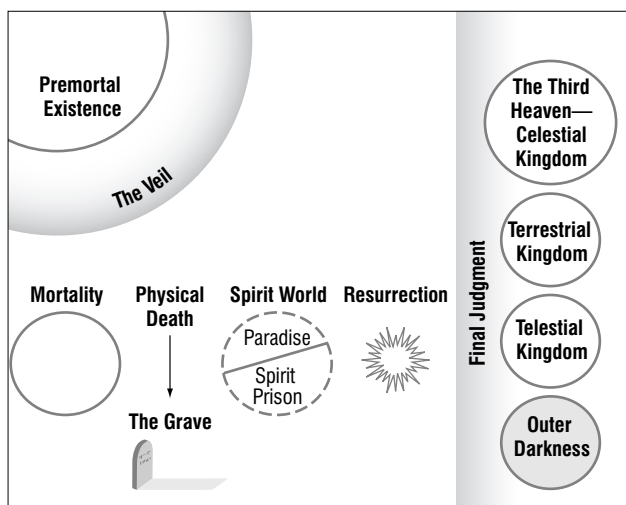 Premortal
Existence
The Veil
Mortality
Physical
Death
The Grave
Spirit World
Paradise
Spirit
Prison
Resurrection
Final Judgment
The Third
Heaven—
Celestial
Kingdom
Terrestrial
Kingdom
Telestial
Kingdom
Outer
Darkness